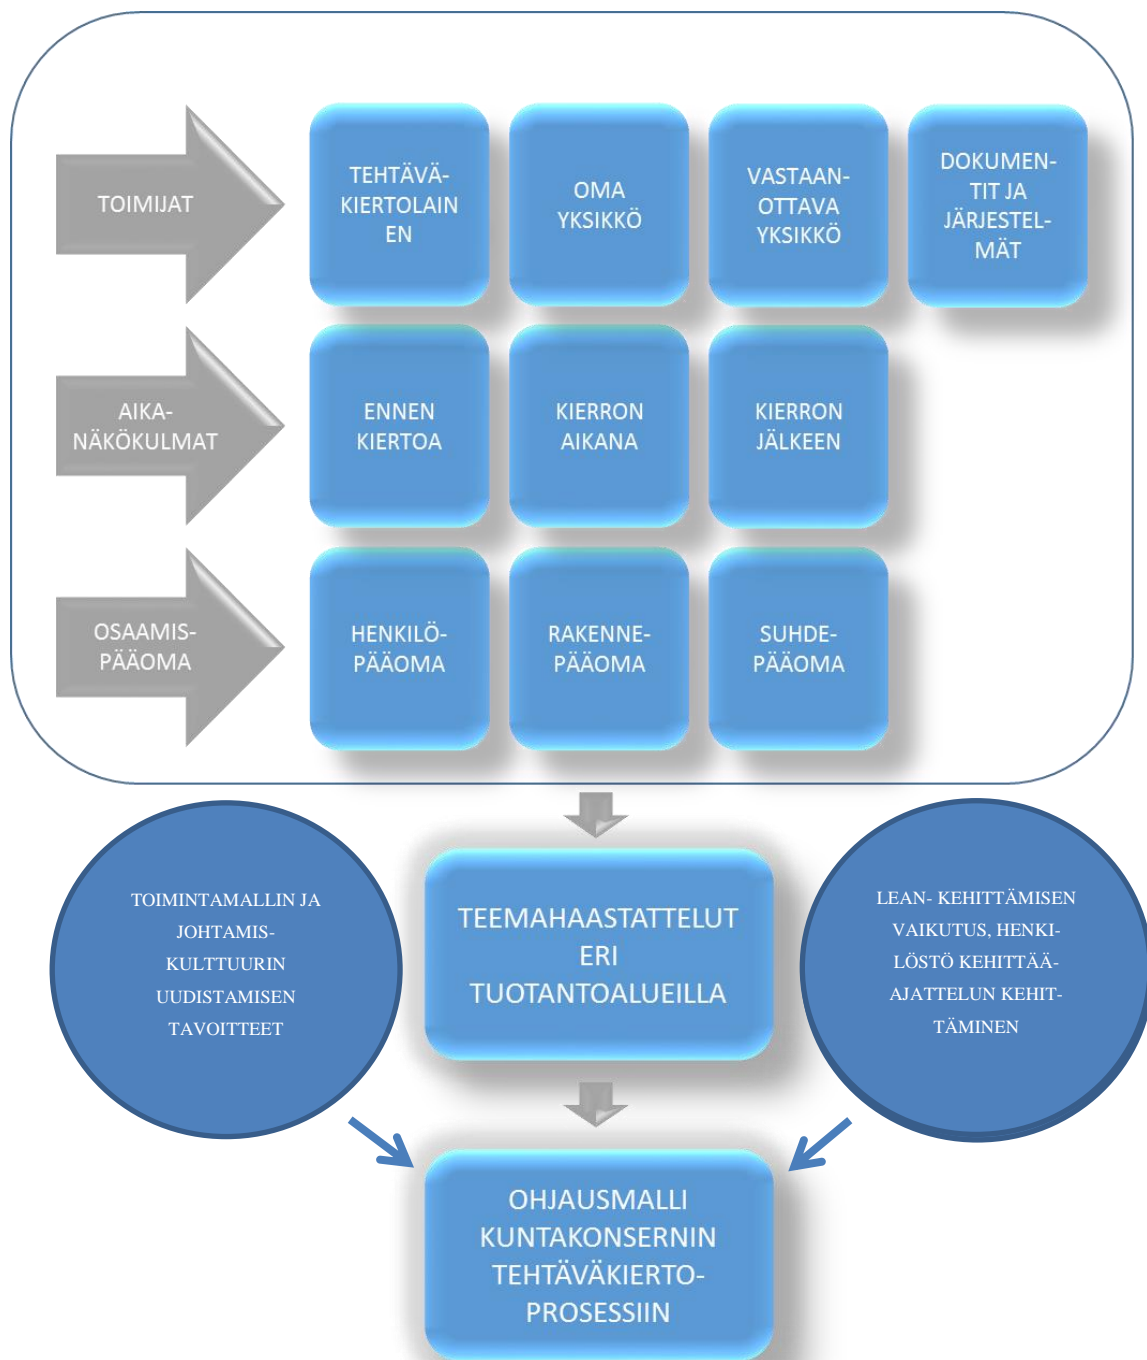 TOIMIJAT
TEHTÄVÄ-
KIERTOLAIN
EN
OMA
YKSIKKÖ
VASTAAN-
OTTAVA
YKSIKKÖ
DOKUMEN-
TIT JA
JÄRJESTEL-
MÄT
AIKA-
NÄKÖKULMAT
ENNEN
KIERTOA
KIERRON
AIKANA
KIERRON
JÄLKEEN
OSAAMIS-
PÄÄOMA
HENKILÖ-
PÄÄOMA
RAKENNE-
PÄÄOMA
SUHDE-
PÄÄOMA
TOIMINTAMALLIN JA
JOHTAMIS-
KULTTUURIN
UUDISTAMISEN
TAVOITTEET
TEEMAHAASTATTELUT
ERI
TUOTANTOALUEILLA
LEAN- KEHITTÄMISEN
VAIKUTUS, HENKI-
LÖSTÖ KEHITTÄÄ-
AJATTELUN KEHIT-
TÄMINEN
OHJAUSMALLI
KUNTAKONSERNIN
TEHTÄVÄKIERTO-
PROSESSIIN